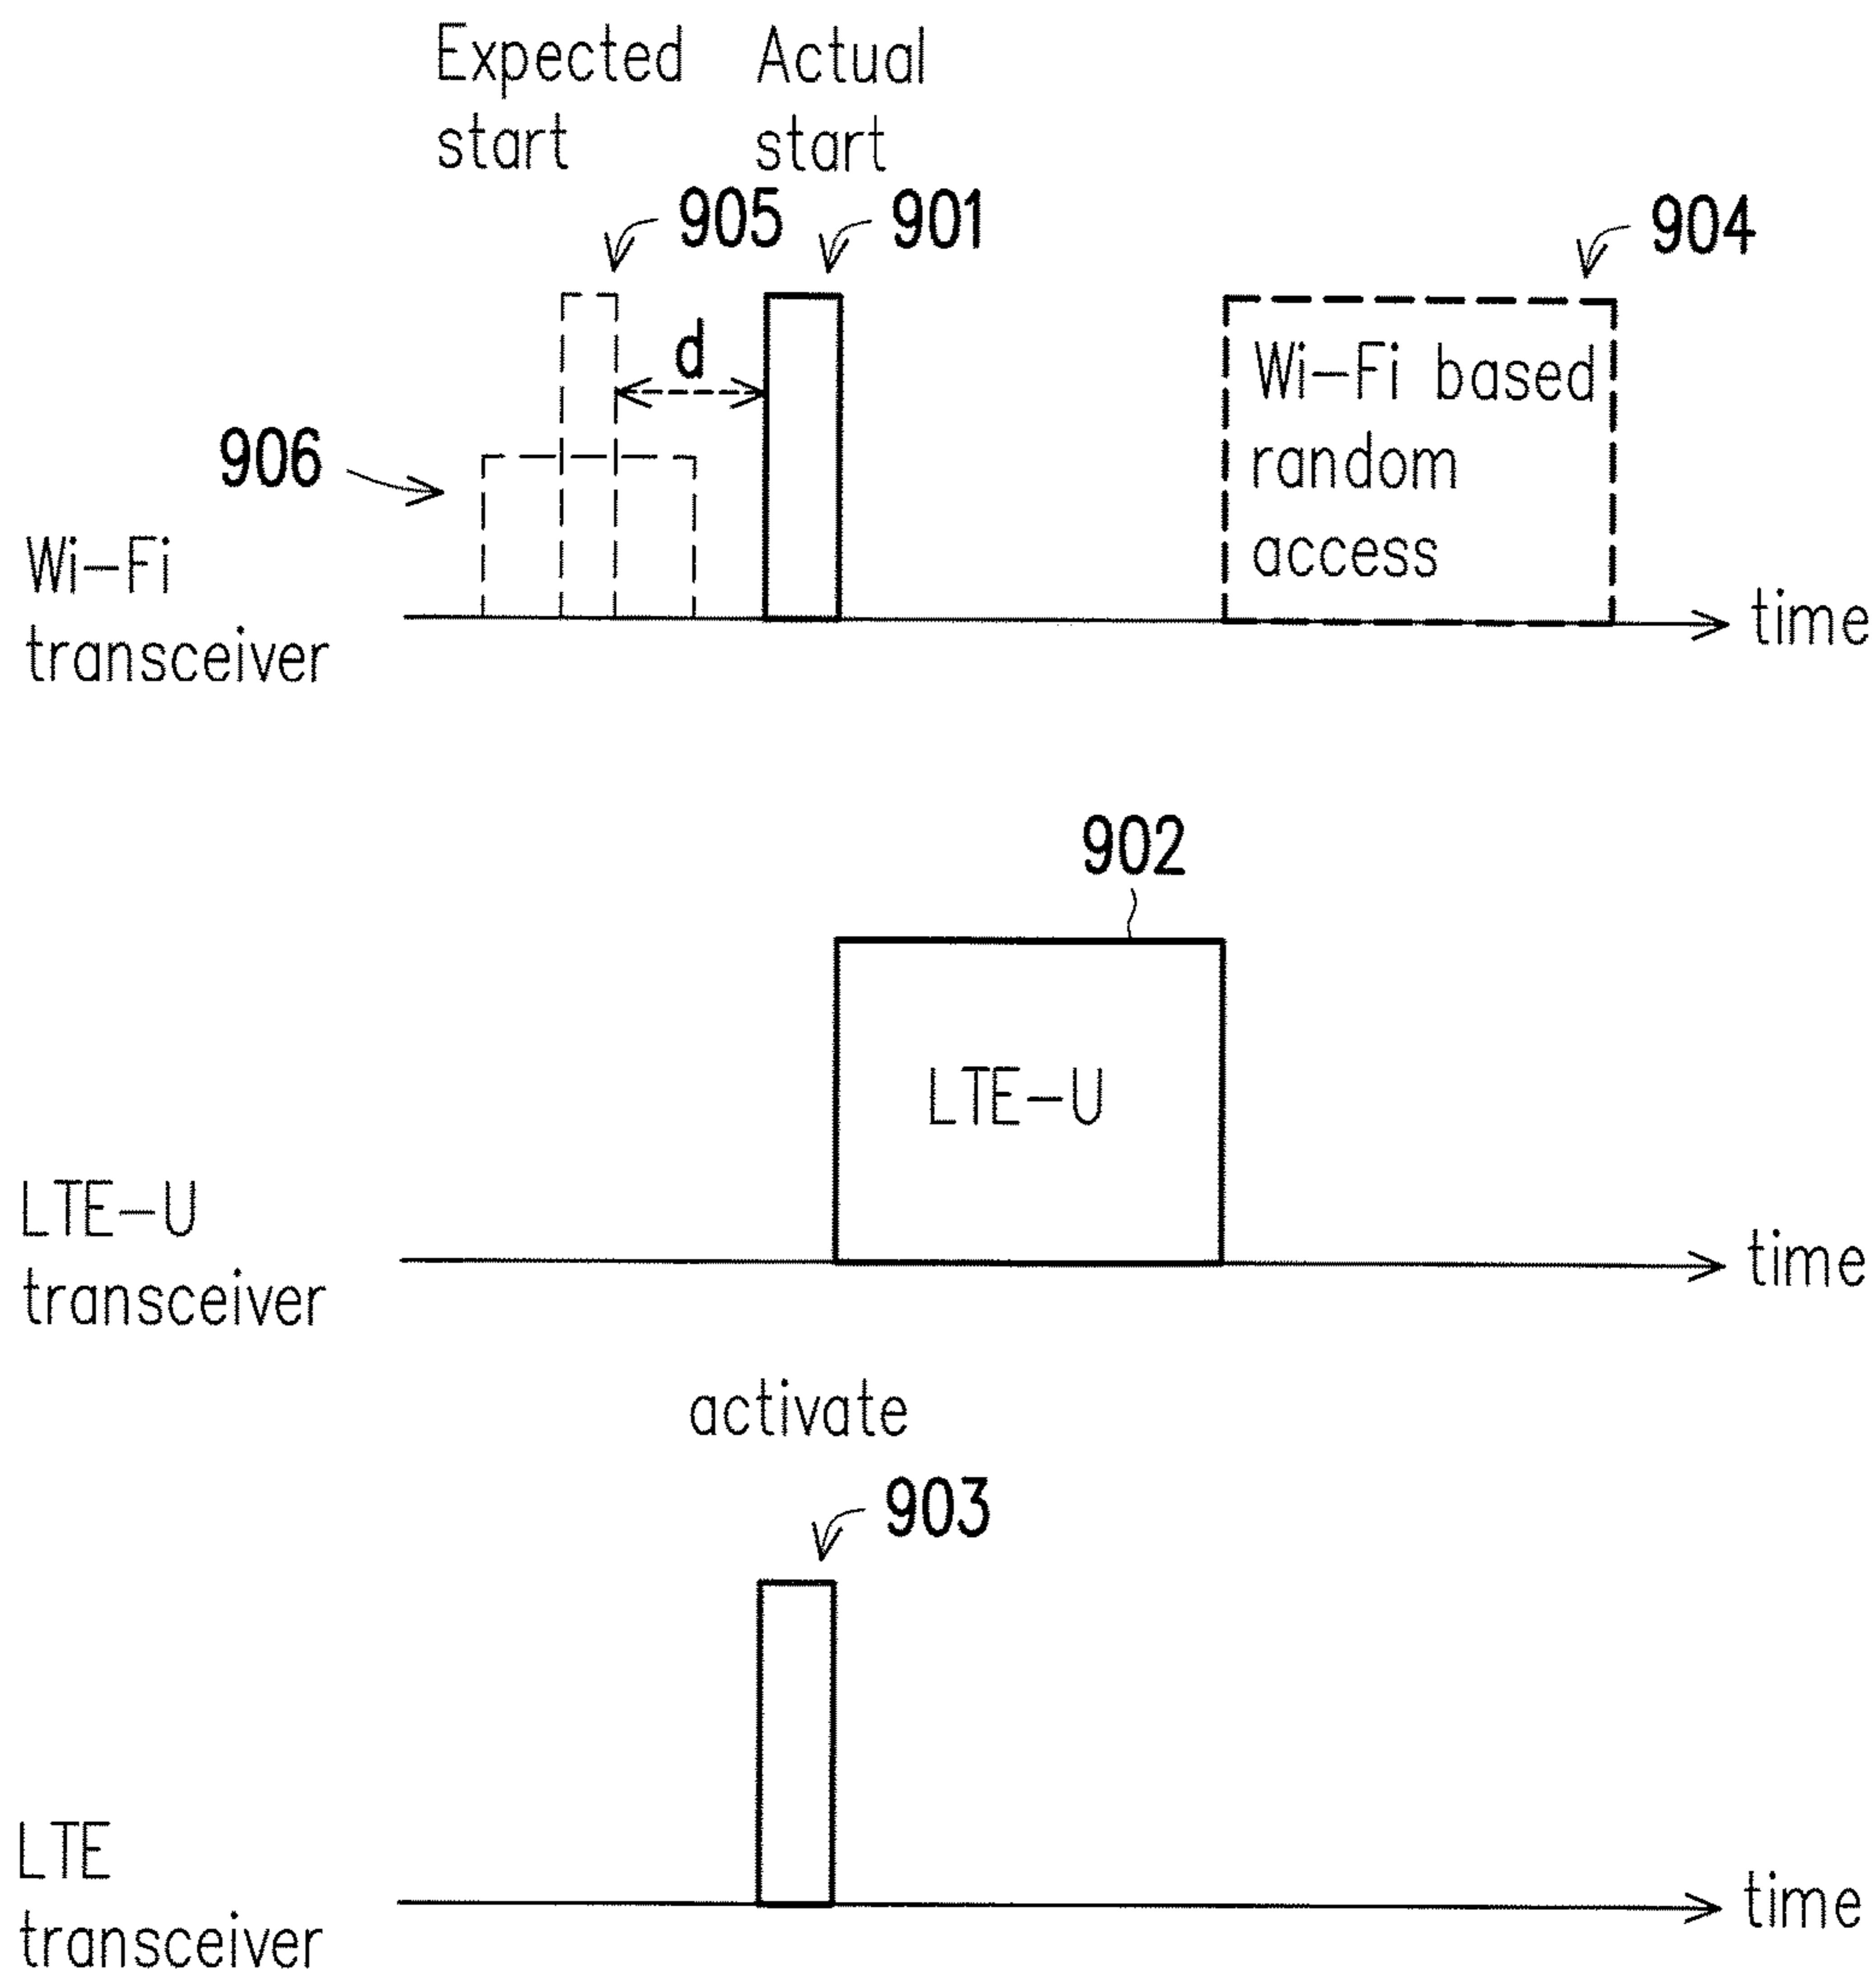 Expected start
Actual start
905
901
904
d
906
Wi-Fi based
random
access
Wi-Fi
transceiver
time
902
LTE-U
LTE-U
transceiver
time
activate
903
LTE
transceiver
time